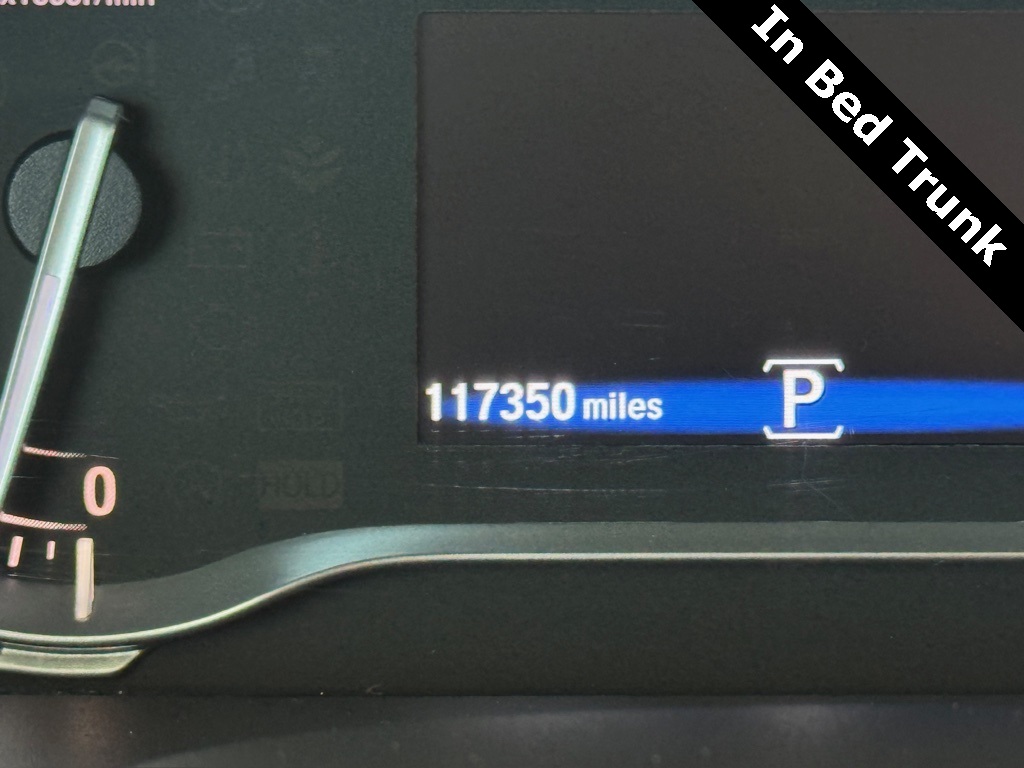 In Bed Trunk
117350 miles
P
0
HOLD